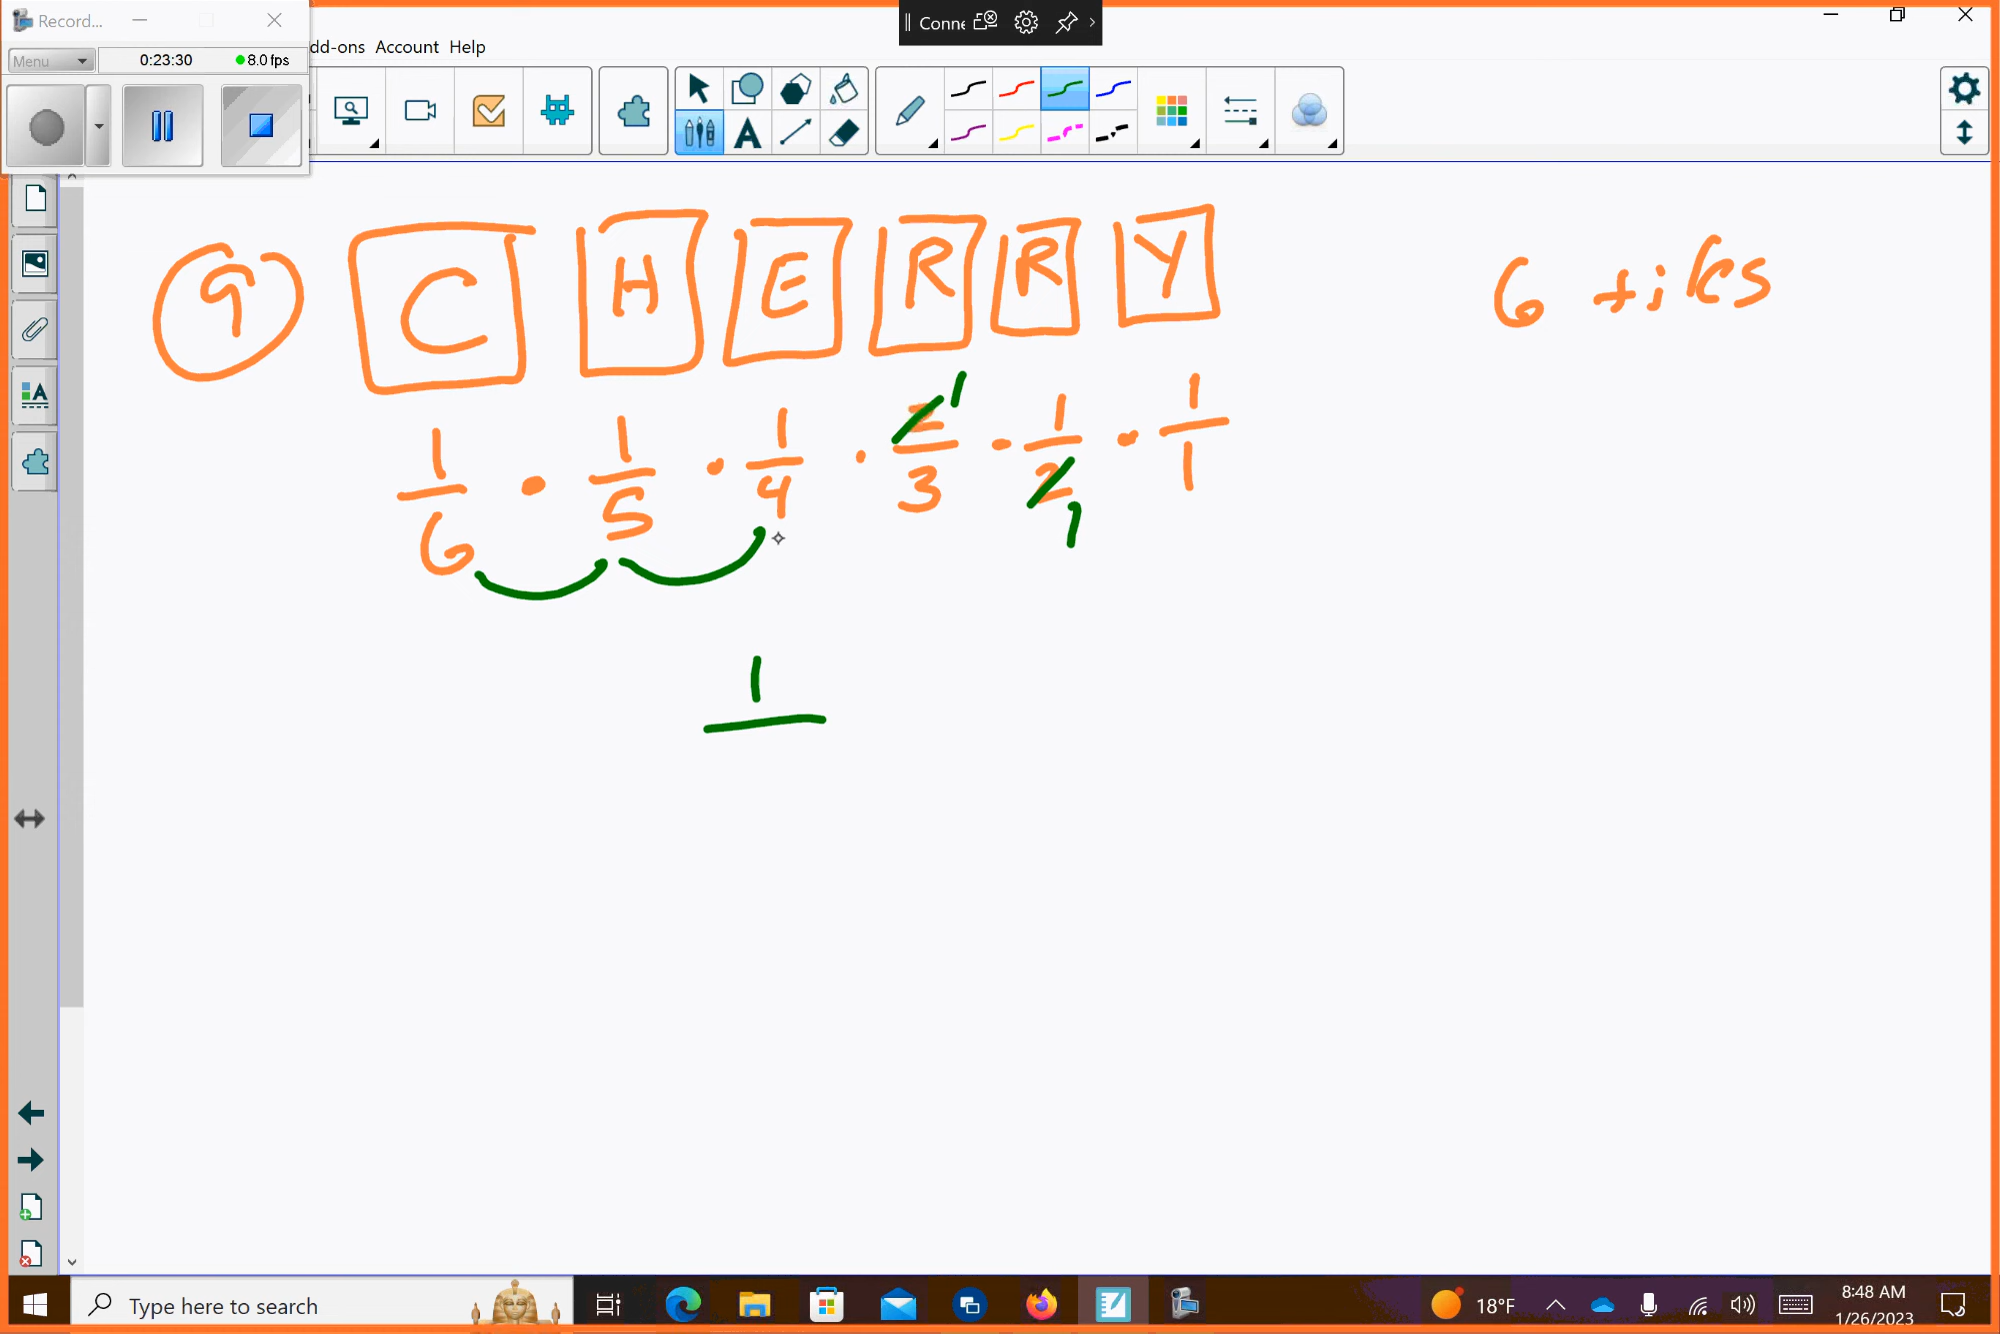 Record...
Conne
Menu 0:23:30 8.0 fps
dd-ons Account Help
A
A
9 C H E R R Y 6 tiks
1/6 · 1/5 · 1/4 · 2/3 1 · 1/2 1 · 1/1
1
Type here to search
18°F 8:48 AM
1/26/2023